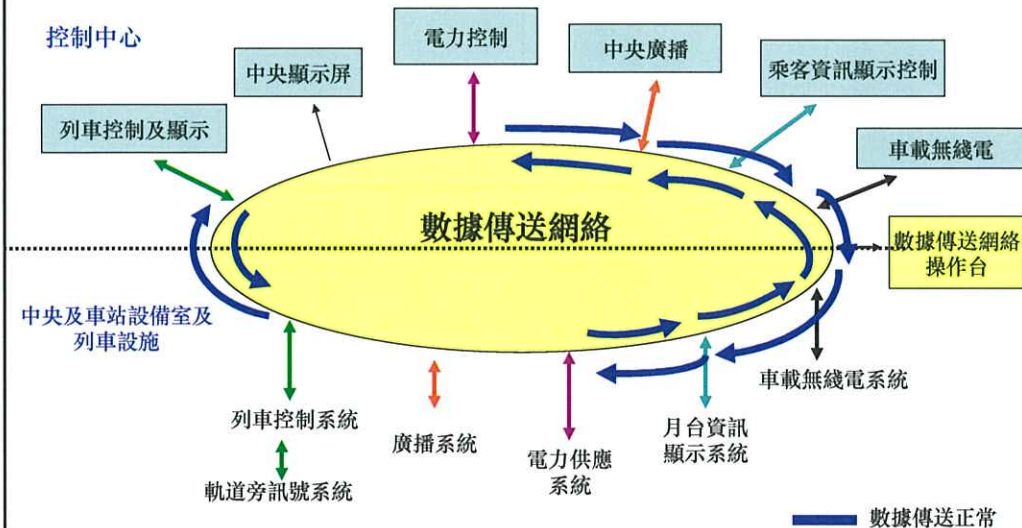 控制中心
電力控制
中央廣播
中央顯示屏
乘客資訊顯示控制
列車控制及顯示
車載無綫電
數據傳送網絡
數據傳送網絡
操作台
中央及車站設備室及
列車設施
車載無綫電系統
列車控制系統
廣播系統
月台資訊
顯示系統
電力供應
系統
軌道旁訊號系統
數據傳送正常